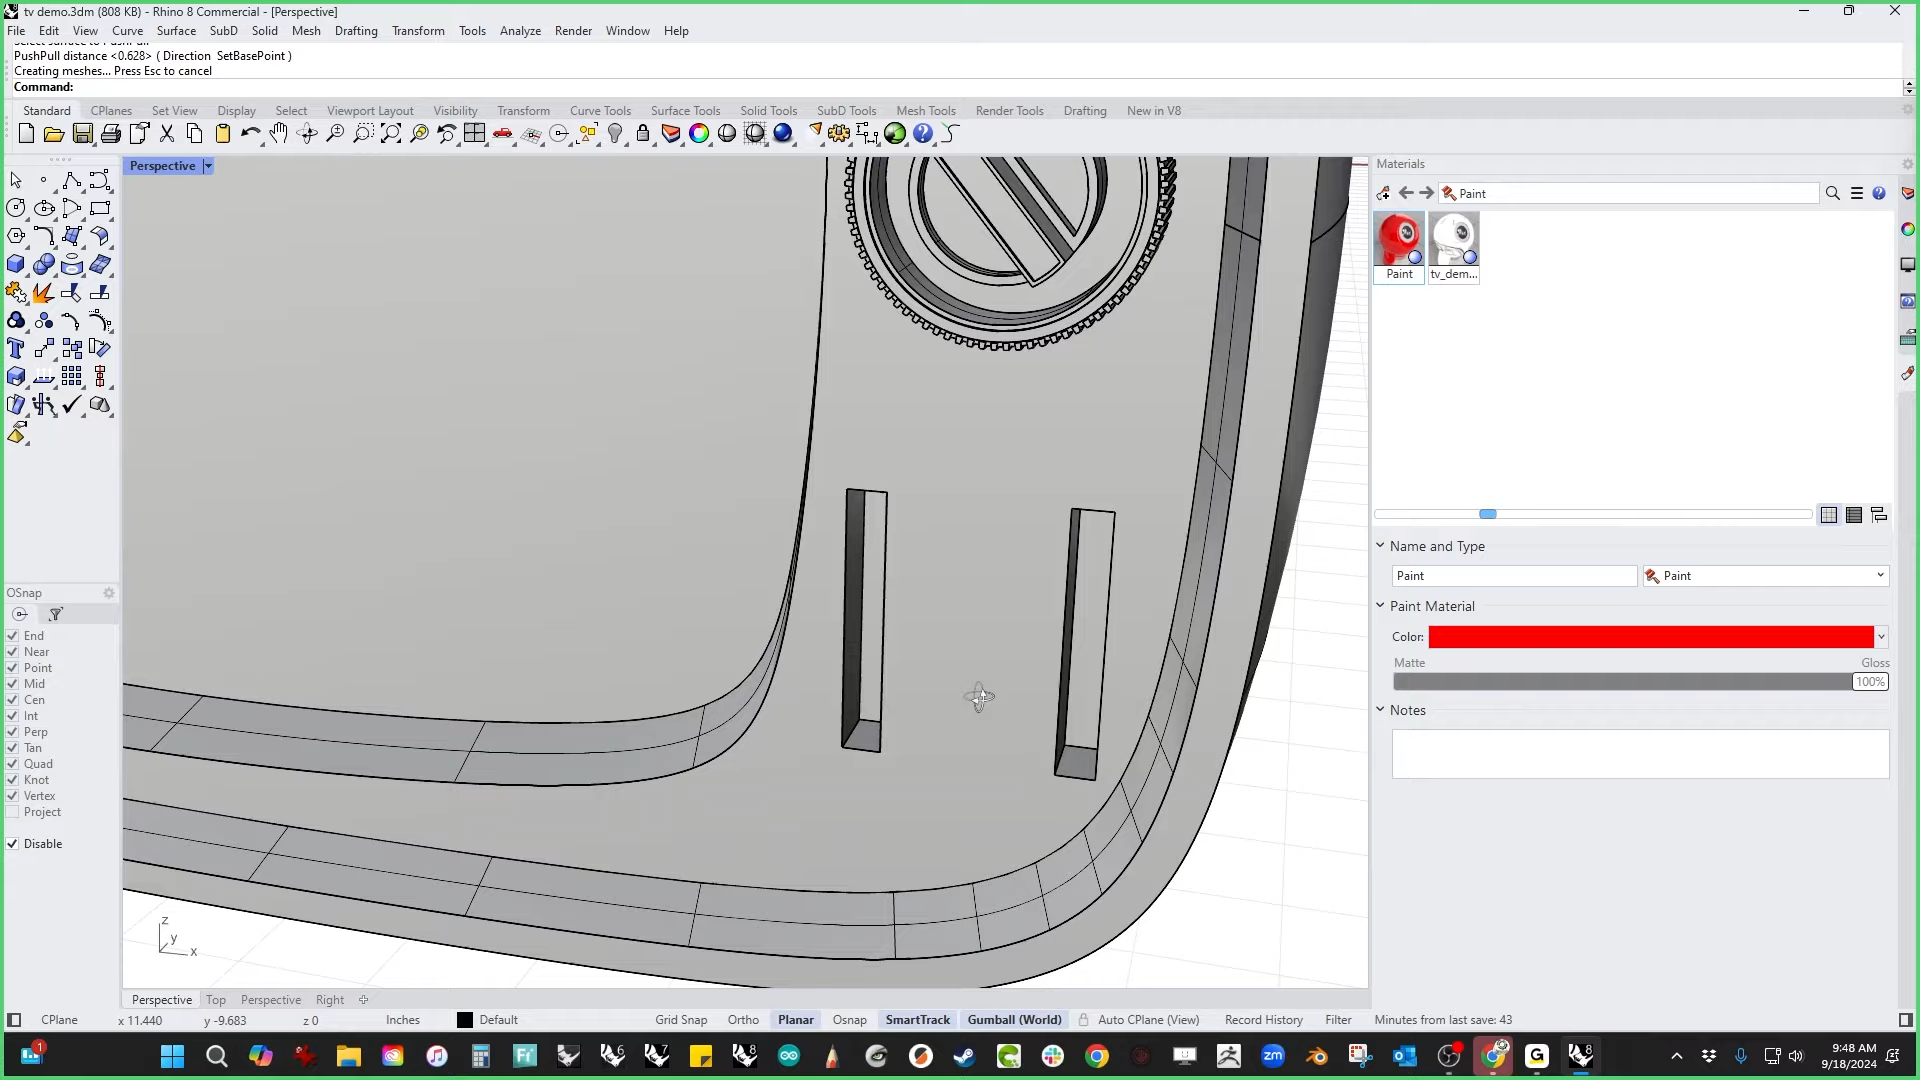 tv demo.3dm (808 KB) - Rhino 8 Commercial - [Perspective]
File Edit View Curve Surface SubD Solid Mesh Drafting Transform Tools Analyze Render Window Help
Select surface to PushPull
PushPull distance <0.628> ( Direction SetBasePoint )
Creating meshes... Press Esc to cancel
Command:
Standard CPlanes Set View Display Select Viewport Layout Visibility Transform Curve Tools Surface Tools Solid Tools SubD Tools Mesh Tools Render Tools Drafting New in V8
Perspective
Materials
Paint
Paint tv_dem...
Name and Type
Paint Paint
Paint Material
Color:
Matte Gloss
100%
Notes
OSnap
End
Near
Point
Mid
Cen
Int
Perp
Tan
Quad
Knot
Vertex
Project
Disable
z
y
x
Perspective Top Perspective Right
CPlane x 11.440 y -9.683 z 0 Inches Default Grid Snap Ortho Planar Osnap SmartTrack Gumball (World) Auto CPlane (View) Record History Filter Minutes from last save: 43
9:48 AM
9/18/2024